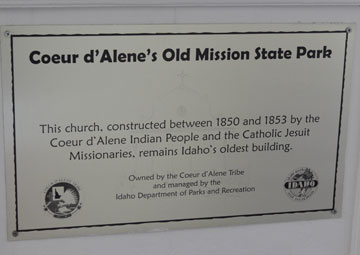 Coeur d'Alene's Old Mission State Park
This church, constructed between 1850 and 1853 by the
Coeur d'Alene Indian People and the Catholic Jesuit
Missionaries, remains Idaho's oldest building.
Owned by the Coeur d'Alene Tribe
and managed by the
Idaho Department of Parks and Recreation
IDAHO